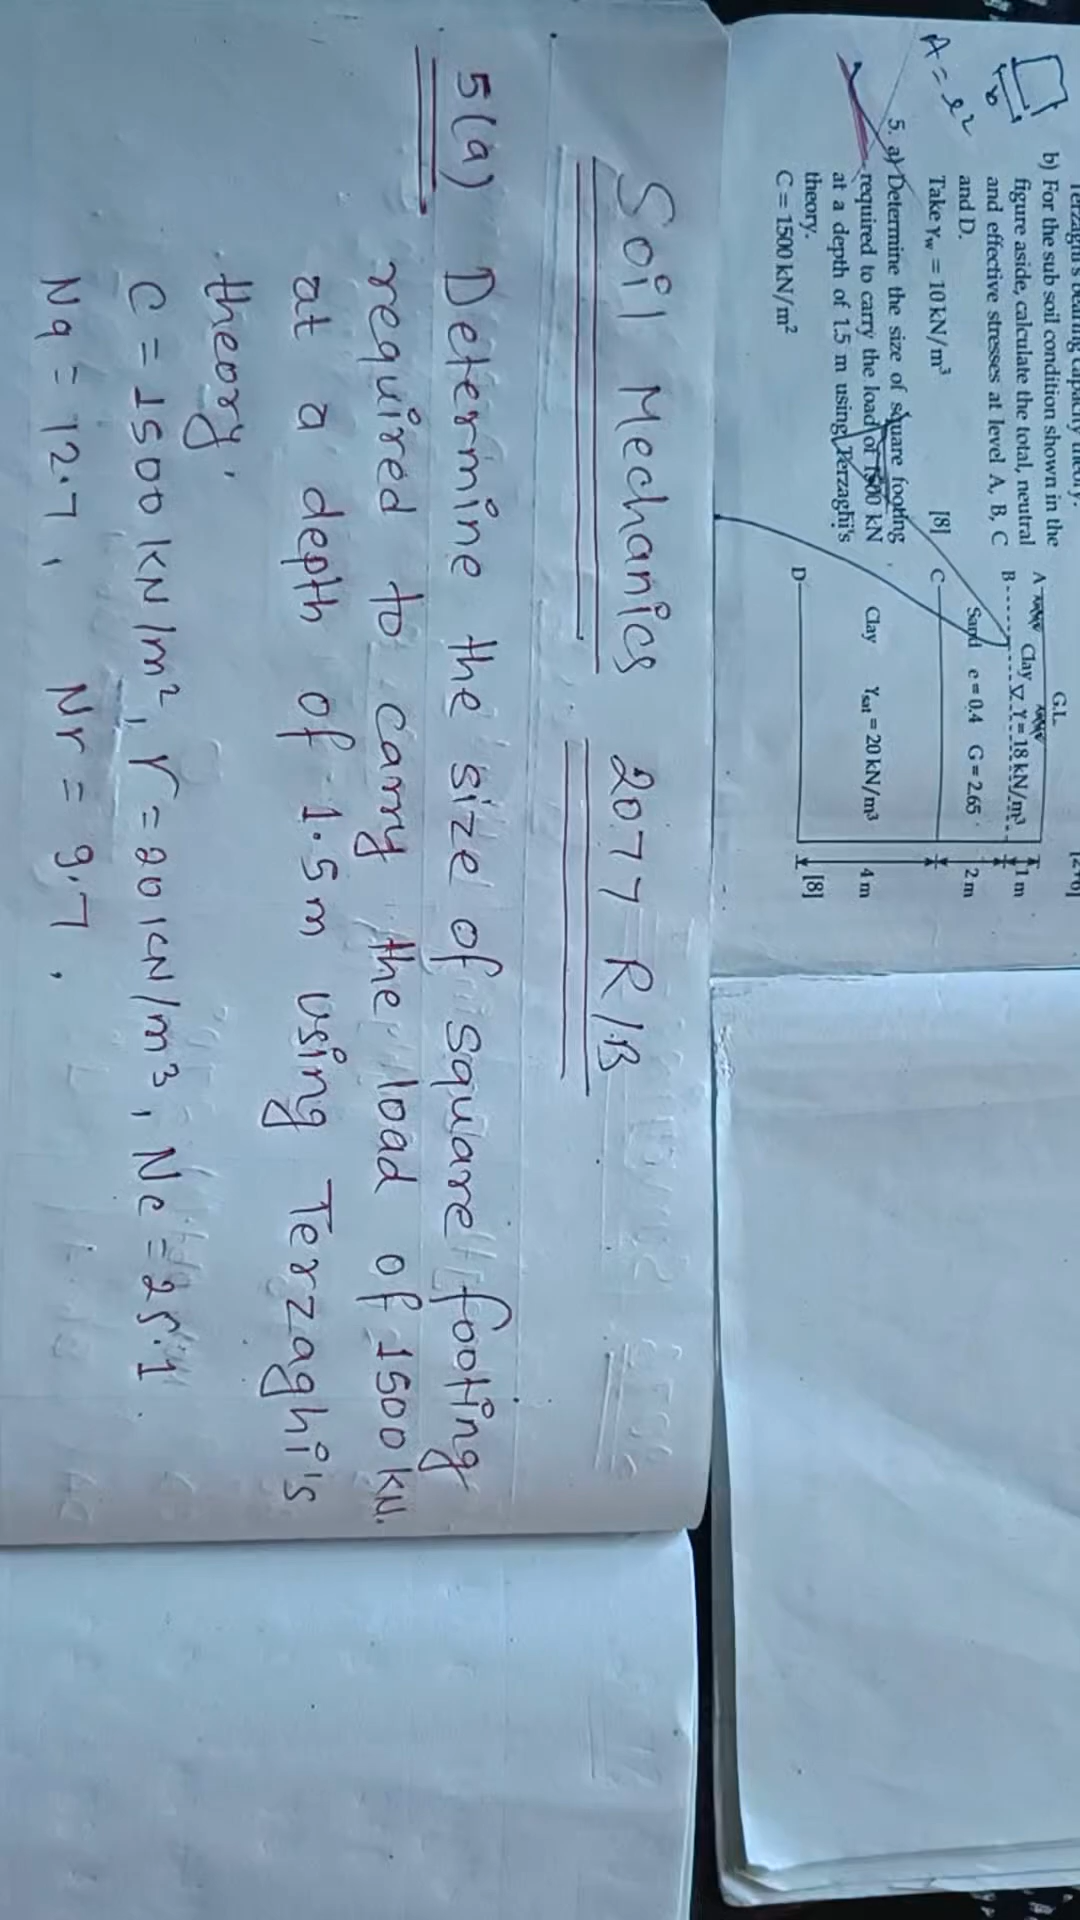 b) For the sub soil condition shown in the
figure aside, calculate the total, neutral
and effective stresses at level A, B, C
and D.
Take γw = 10 kN/m³ [8]
A = l²
G.L.
A Clay γ = 18 kN/m³ 1 m
B
Sand e = 0.4 G = 2.65 2 m
C
Clay γsat = 20 kN/m³ 4 m
D
[8]
5. a) Determine the size of square footing
required to carry the load of 1500 kN
at a depth of 1.5 m using Terzaghi's
theory.
C = 1500 kN/m²
Soil Mechanics 2077 R/B
5(a) Determine the size of square footing
required to carry the load of 1500 kN.
at a depth of 1.5 m using Terzaghi's
theory.
C = 1500 kN/m², γ = 20 kN/m³, Nc = 25.1
Nq = 12.7, Nr = 9.7.